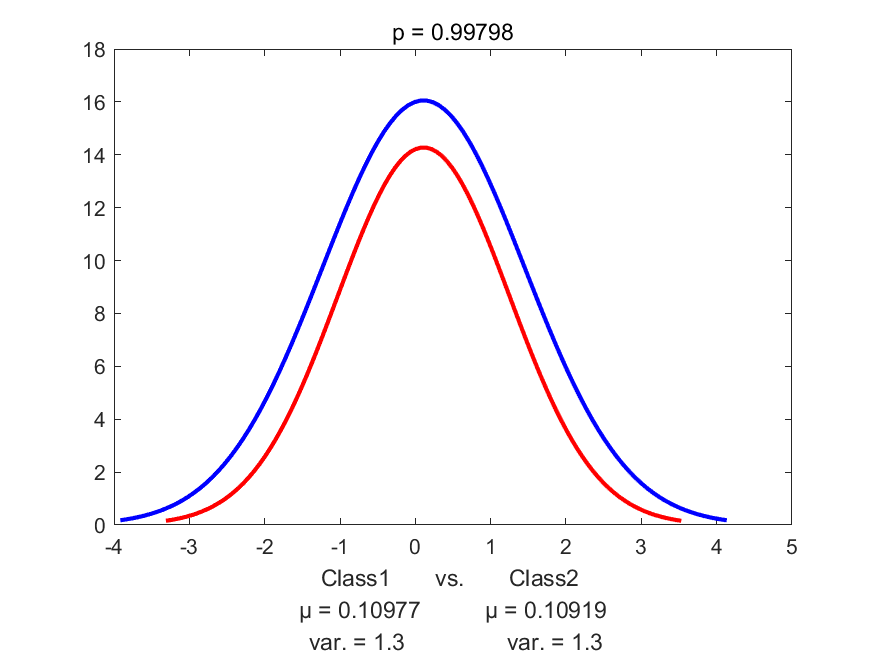 p = 0.99798
18
16
14
12
10
8
6
4
2
0
-4 -3 -2 -1 0 1 2 3 4 5
Class1 vs. Class2
μ = 0.10977 μ = 0.10919
var. = 1.3 var. = 1.3